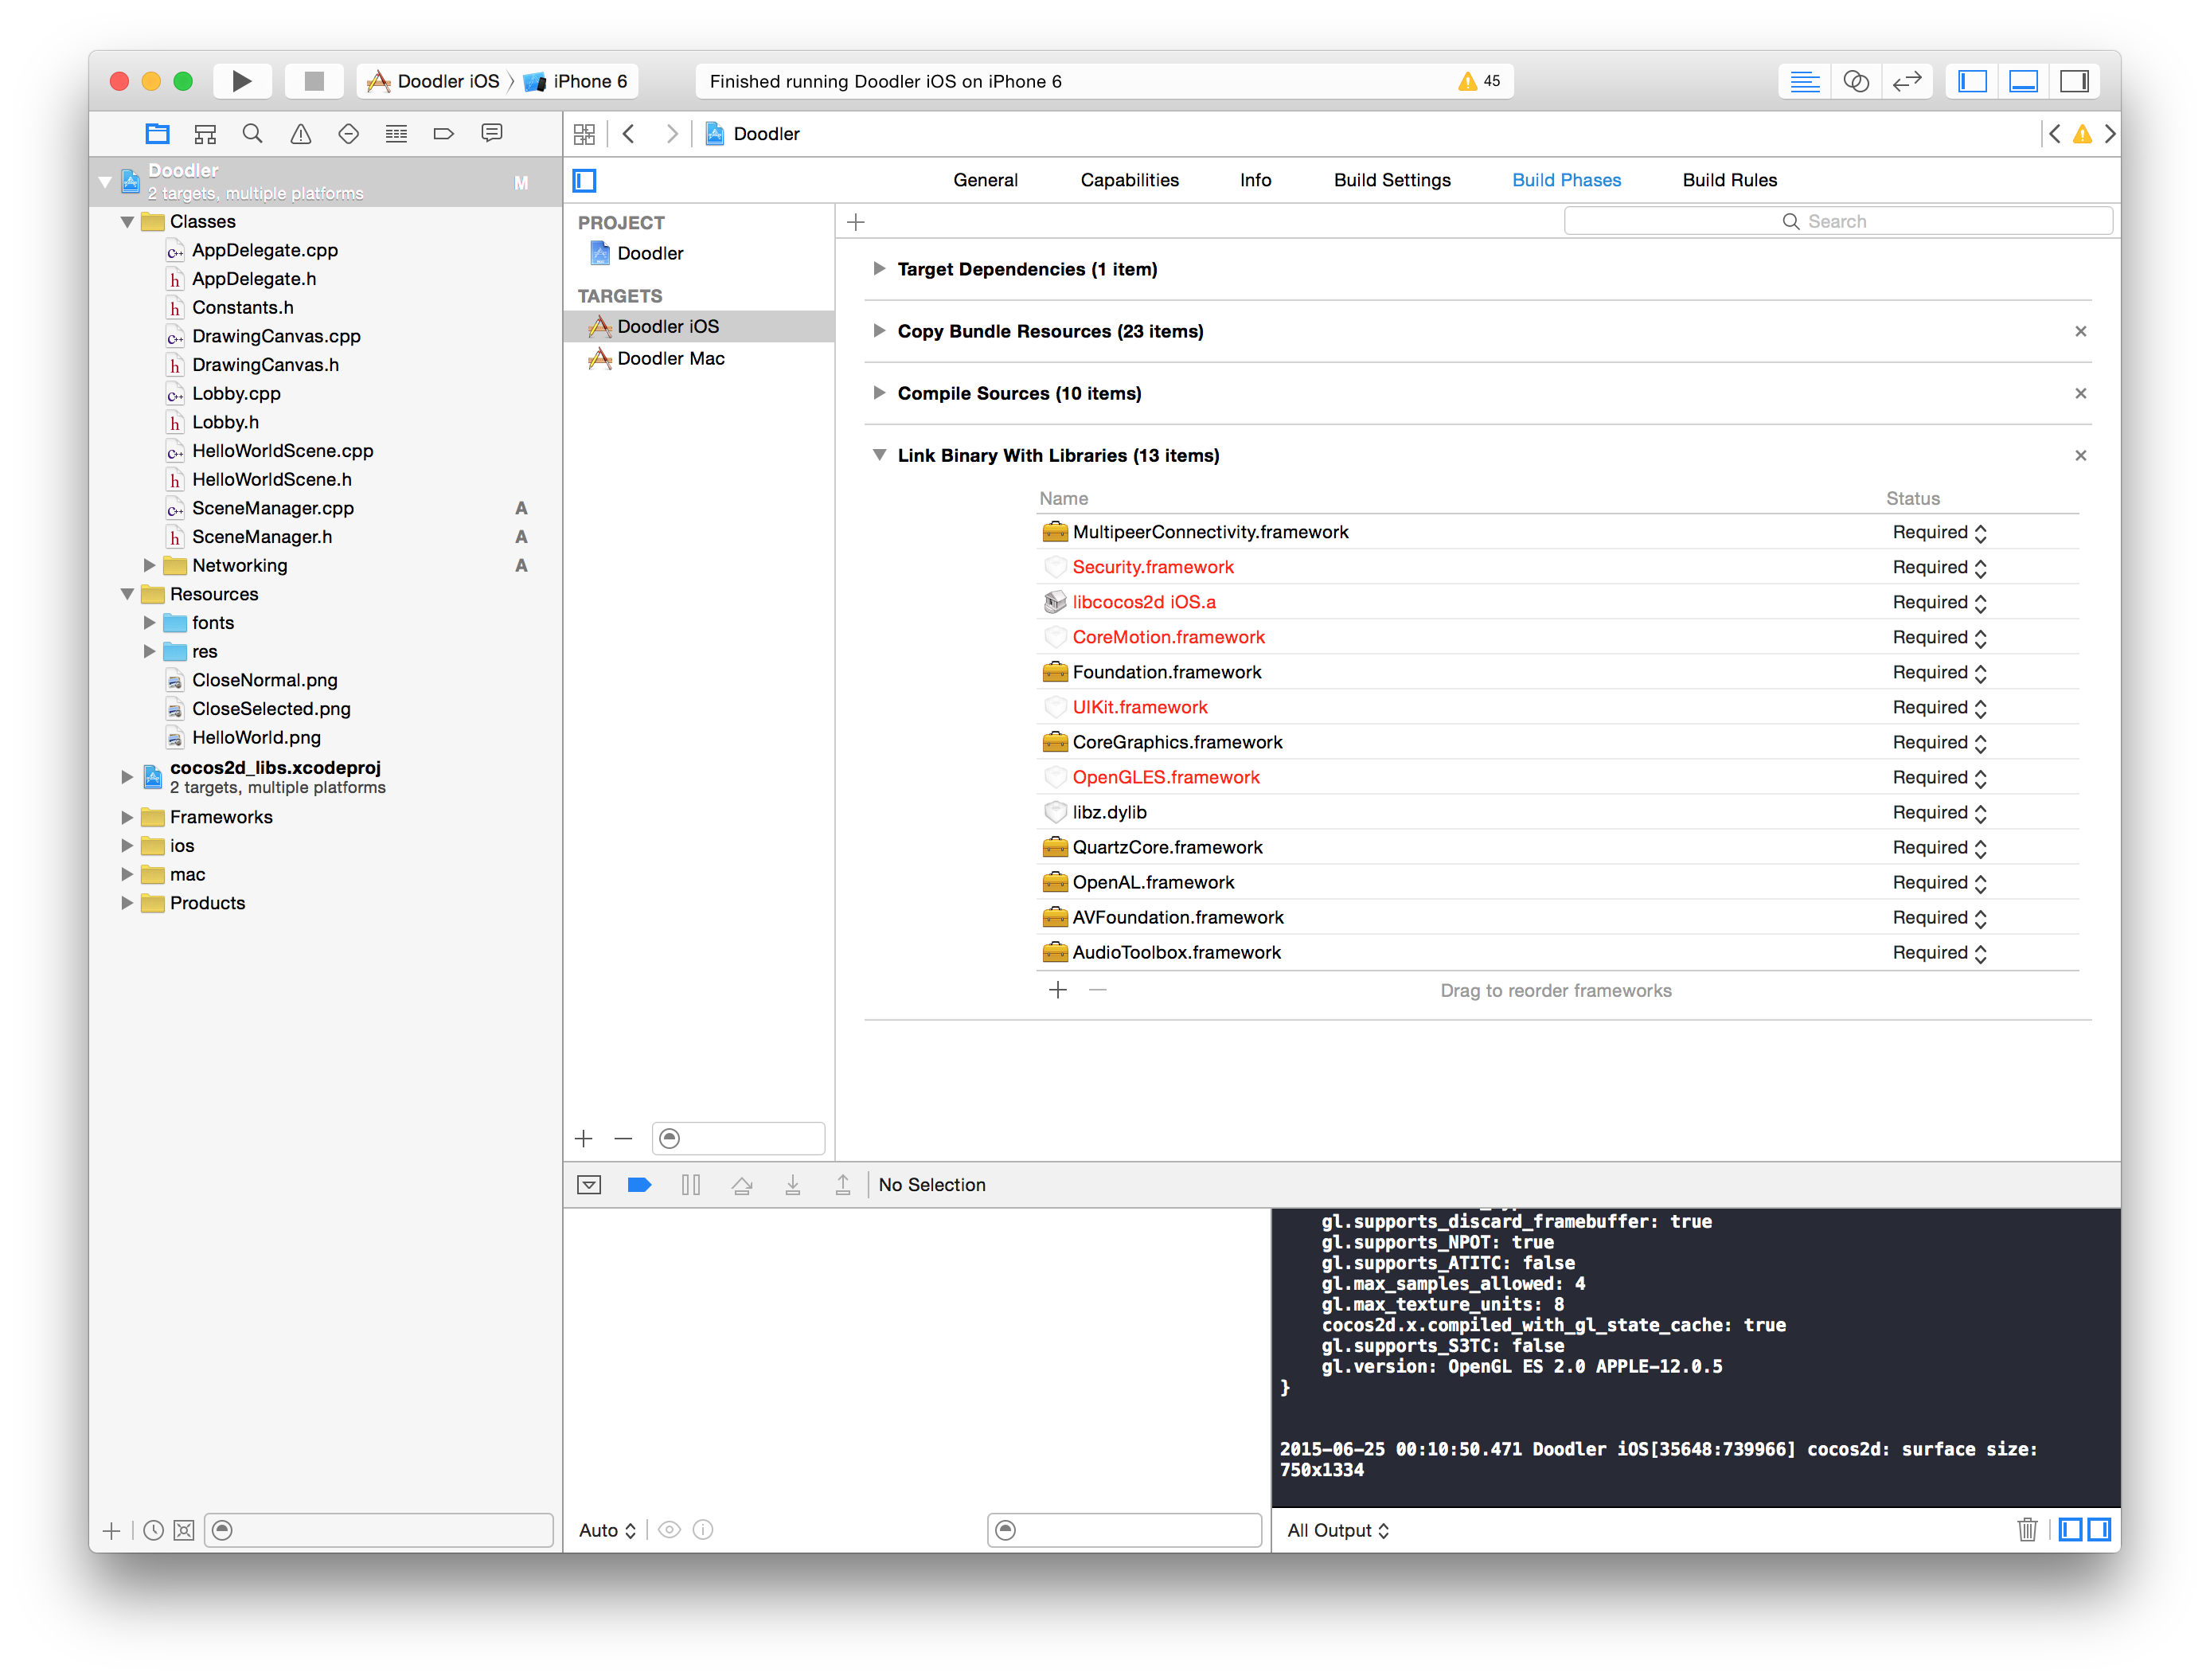 Doodler iOS
iPhone 6
Finished running Doodler iOS on iPhone 6
45
Doodler
2 targets, multiple platforms
M
Classes
AppDelegate.cpp
AppDelegate.h
Constants.h
DrawingCanvas.cpp
DrawingCanvas.h
Lobby.cpp
Lobby.h
HelloWorldScene.cpp
HelloWorldScene.h
SceneManager.cpp A
SceneManager.h A
Networking A
Resources
fonts
res
CloseNormal.png
CloseSelected.png
HelloWorld.png
cocos2d_libs.xcodeproj
2 targets, multiple platforms
Frameworks
ios
mac
Products
Doodler
General Capabilities Info Build Settings Build Phases Build Rules
PROJECT
Doodler
TARGETS
Doodler iOS
Doodler Mac
Search
Target Dependencies (1 item)
Copy Bundle Resources (23 items)
Compile Sources (10 items)
Link Binary With Libraries (13 items)
Name Status
MultipeerConnectivity.framework Required
Security.framework Required
libcocos2d iOS.a Required
CoreMotion.framework Required
Foundation.framework Required
UIKit.framework Required
CoreGraphics.framework Required
OpenGLES.framework Required
libz.dylib Required
QuartzCore.framework Required
OpenAL.framework Required
AVFoundation.framework Required
AudioToolbox.framework Required
Drag to reorder frameworks
No Selection
gl.supports_discard_framebuffer: true
gl.supports_NPOT: true
gl.supports_ATITC: false
gl.max_samples_allowed: 4
gl.max_texture_units: 8
cocos2d.x.compiled_with_gl_state_cache: true
gl.supports_S3TC: false
gl.version: OpenGL ES 2.0 APPLE-12.0.5
}
2015-06-25 00:10:50.471 Doodler iOS[35648:739966] cocos2d: surface size:
750x1334
Auto
All Output